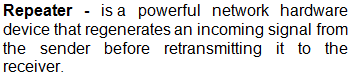 Repeater - is a powerful network hardware
device that regenerates an incoming signal from
the sender before retransmitting it to the
receiver.